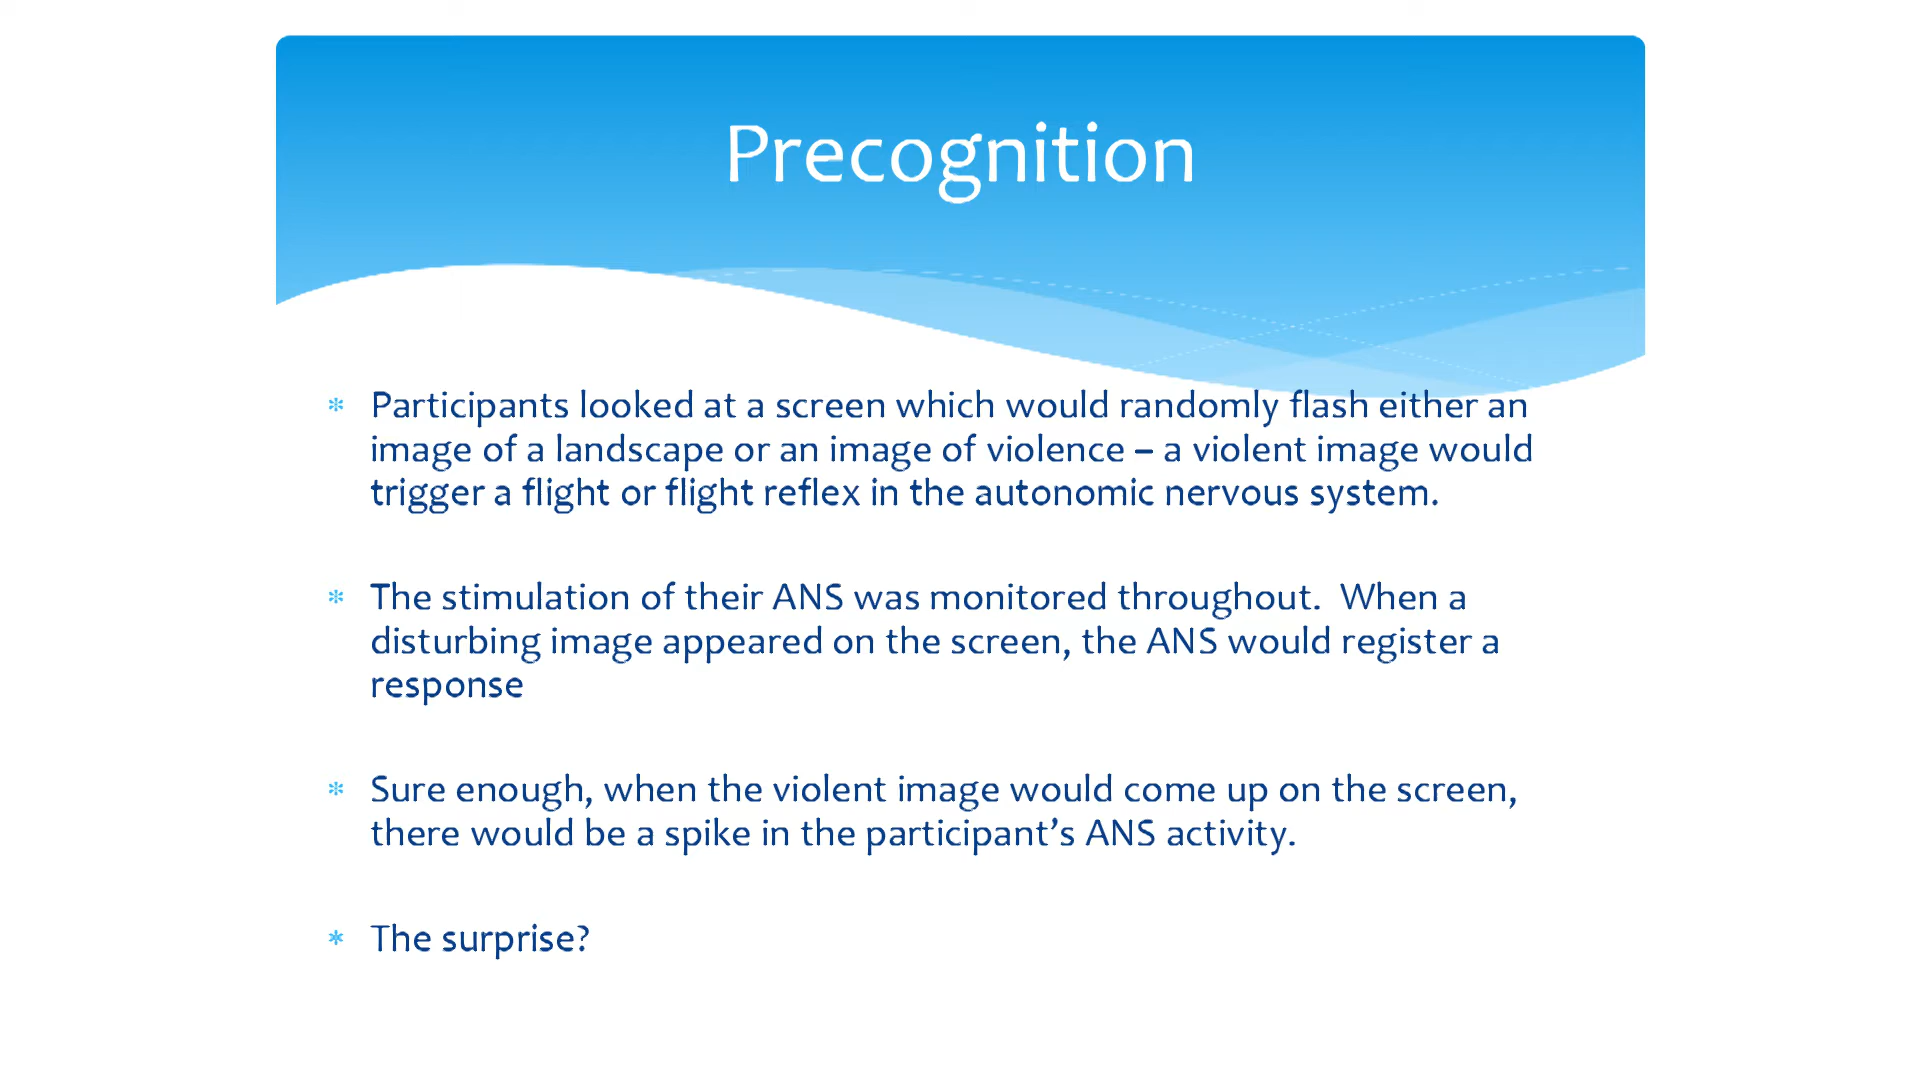 Precognition
* Participants looked at a screen which would randomly flash either an
image of a landscape or an image of violence – a violent image would
trigger a flight or flight reflex in the autonomic nervous system.
* The stimulation of their ANS was monitored throughout.  When a
disturbing image appeared on the screen, the ANS would register a
response
* Sure enough, when the violent image would come up on the screen,
there would be a spike in the participant’s ANS activity.
* The surprise?